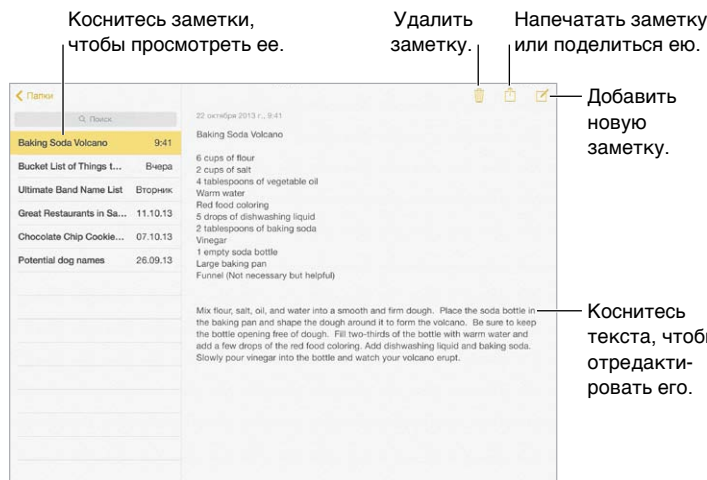 Коснитесь заметки,
чтобы просмотреть ее.
Удалить
заметку.
Напечатать заметку
или поделиться ею.
Добавить
новую
заметку.
Папки
Поиск
Baking Soda Volcano 9:41
Bucket List of Things t... Вчера
Ultimate Band Name List Вторник
Great Restaurants in Sa... 11.10.13
Chocolate Chip Cookie... 07.10.13
Potential dog names 26.09.13
22 октября 2013 г., 9:41
Baking Soda Volcano
6 cups of flour
2 cups of salt
4 tablespoons of vegetable oil
Warm water
Red food coloring
5 drops of dishwashing liquid
2 tablespoons of baking soda
Vinegar
1 empty soda bottle
Large baking pan
Funnel (Not necessary but helpful)
Mix flour, salt, oil, and water into a smooth and firm dough. Place the soda bottle in
the baking pan and shape the dough around it to form the volcano. Be sure to keep
the bottle opening free of dough. Fill two-thirds of the bottle with warm water and
add a few drops of the red food coloring. Add dishwashing liquid and baking soda.
Slowly pour vinegar into the bottle and watch your volcano erupt.
Коснитесь
текста, чтобы
отредакти-
ровать его.